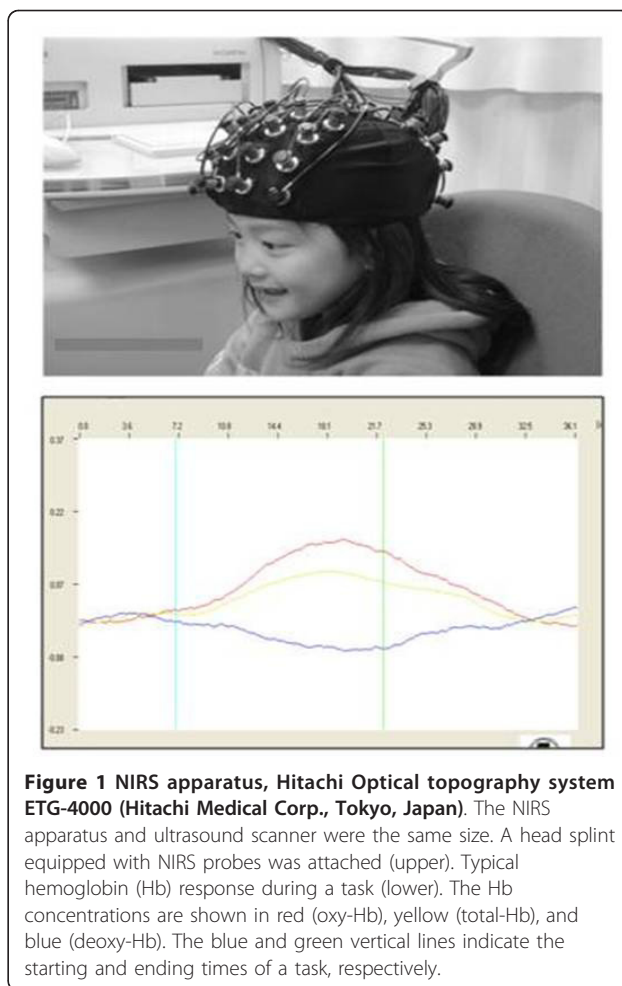 0.0 3.6 7.2 10.8 14.4 18.1 21.7 25.3 28.9 32.5 36.1
0.37
0.22
0.07
-0.08
-0.23
Figure 1 NIRS apparatus, Hitachi Optical topography system
ETG-4000 (Hitachi Medical Corp., Tokyo, Japan). The NIRS
apparatus and ultrasound scanner were the same size. A head splint
equipped with NIRS probes was attached (upper). Typical
hemoglobin (Hb) response during a task (lower). The Hb
concentrations are shown in red (oxy-Hb), yellow (total-Hb), and
blue (deoxy-Hb). The blue and green vertical lines indicate the
starting and ending times of a task, respectively.